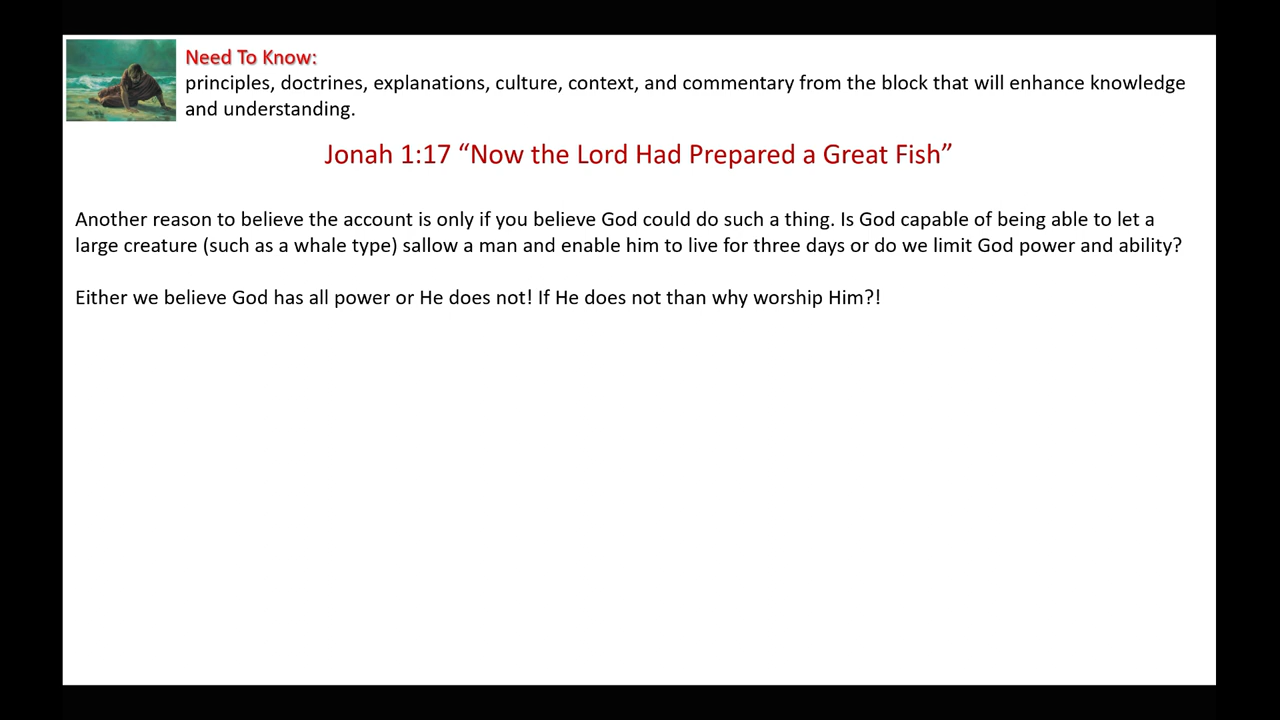 Need To Know:
principles, doctrines, explanations, culture, context, and commentary from the block that will enhance knowledge
and understanding.
Jonah 1:17 “Now the Lord Had Prepared a Great Fish”
Another reason to believe the account is only if you believe God could do such a thing. Is God capable of being able to let a
large creature (such as a whale type) sallow a man and enable him to live for three days or do we limit God power and ability?
Either we believe God has all power or He does not! If He does not than why worship Him?!